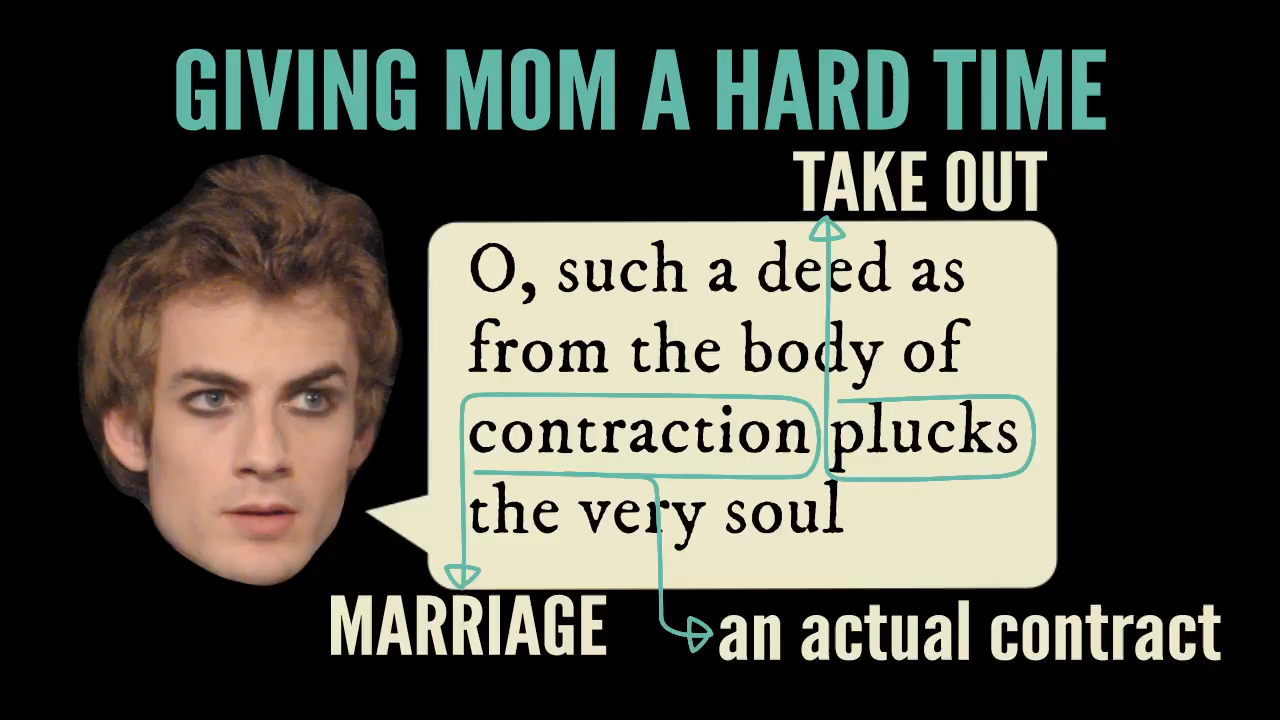 GIVING MOM A HARD TIME
TAKE OUT
O, such a deed as
from the body of
contraction plucks
the very soul
MARRIAGE
an actual contract